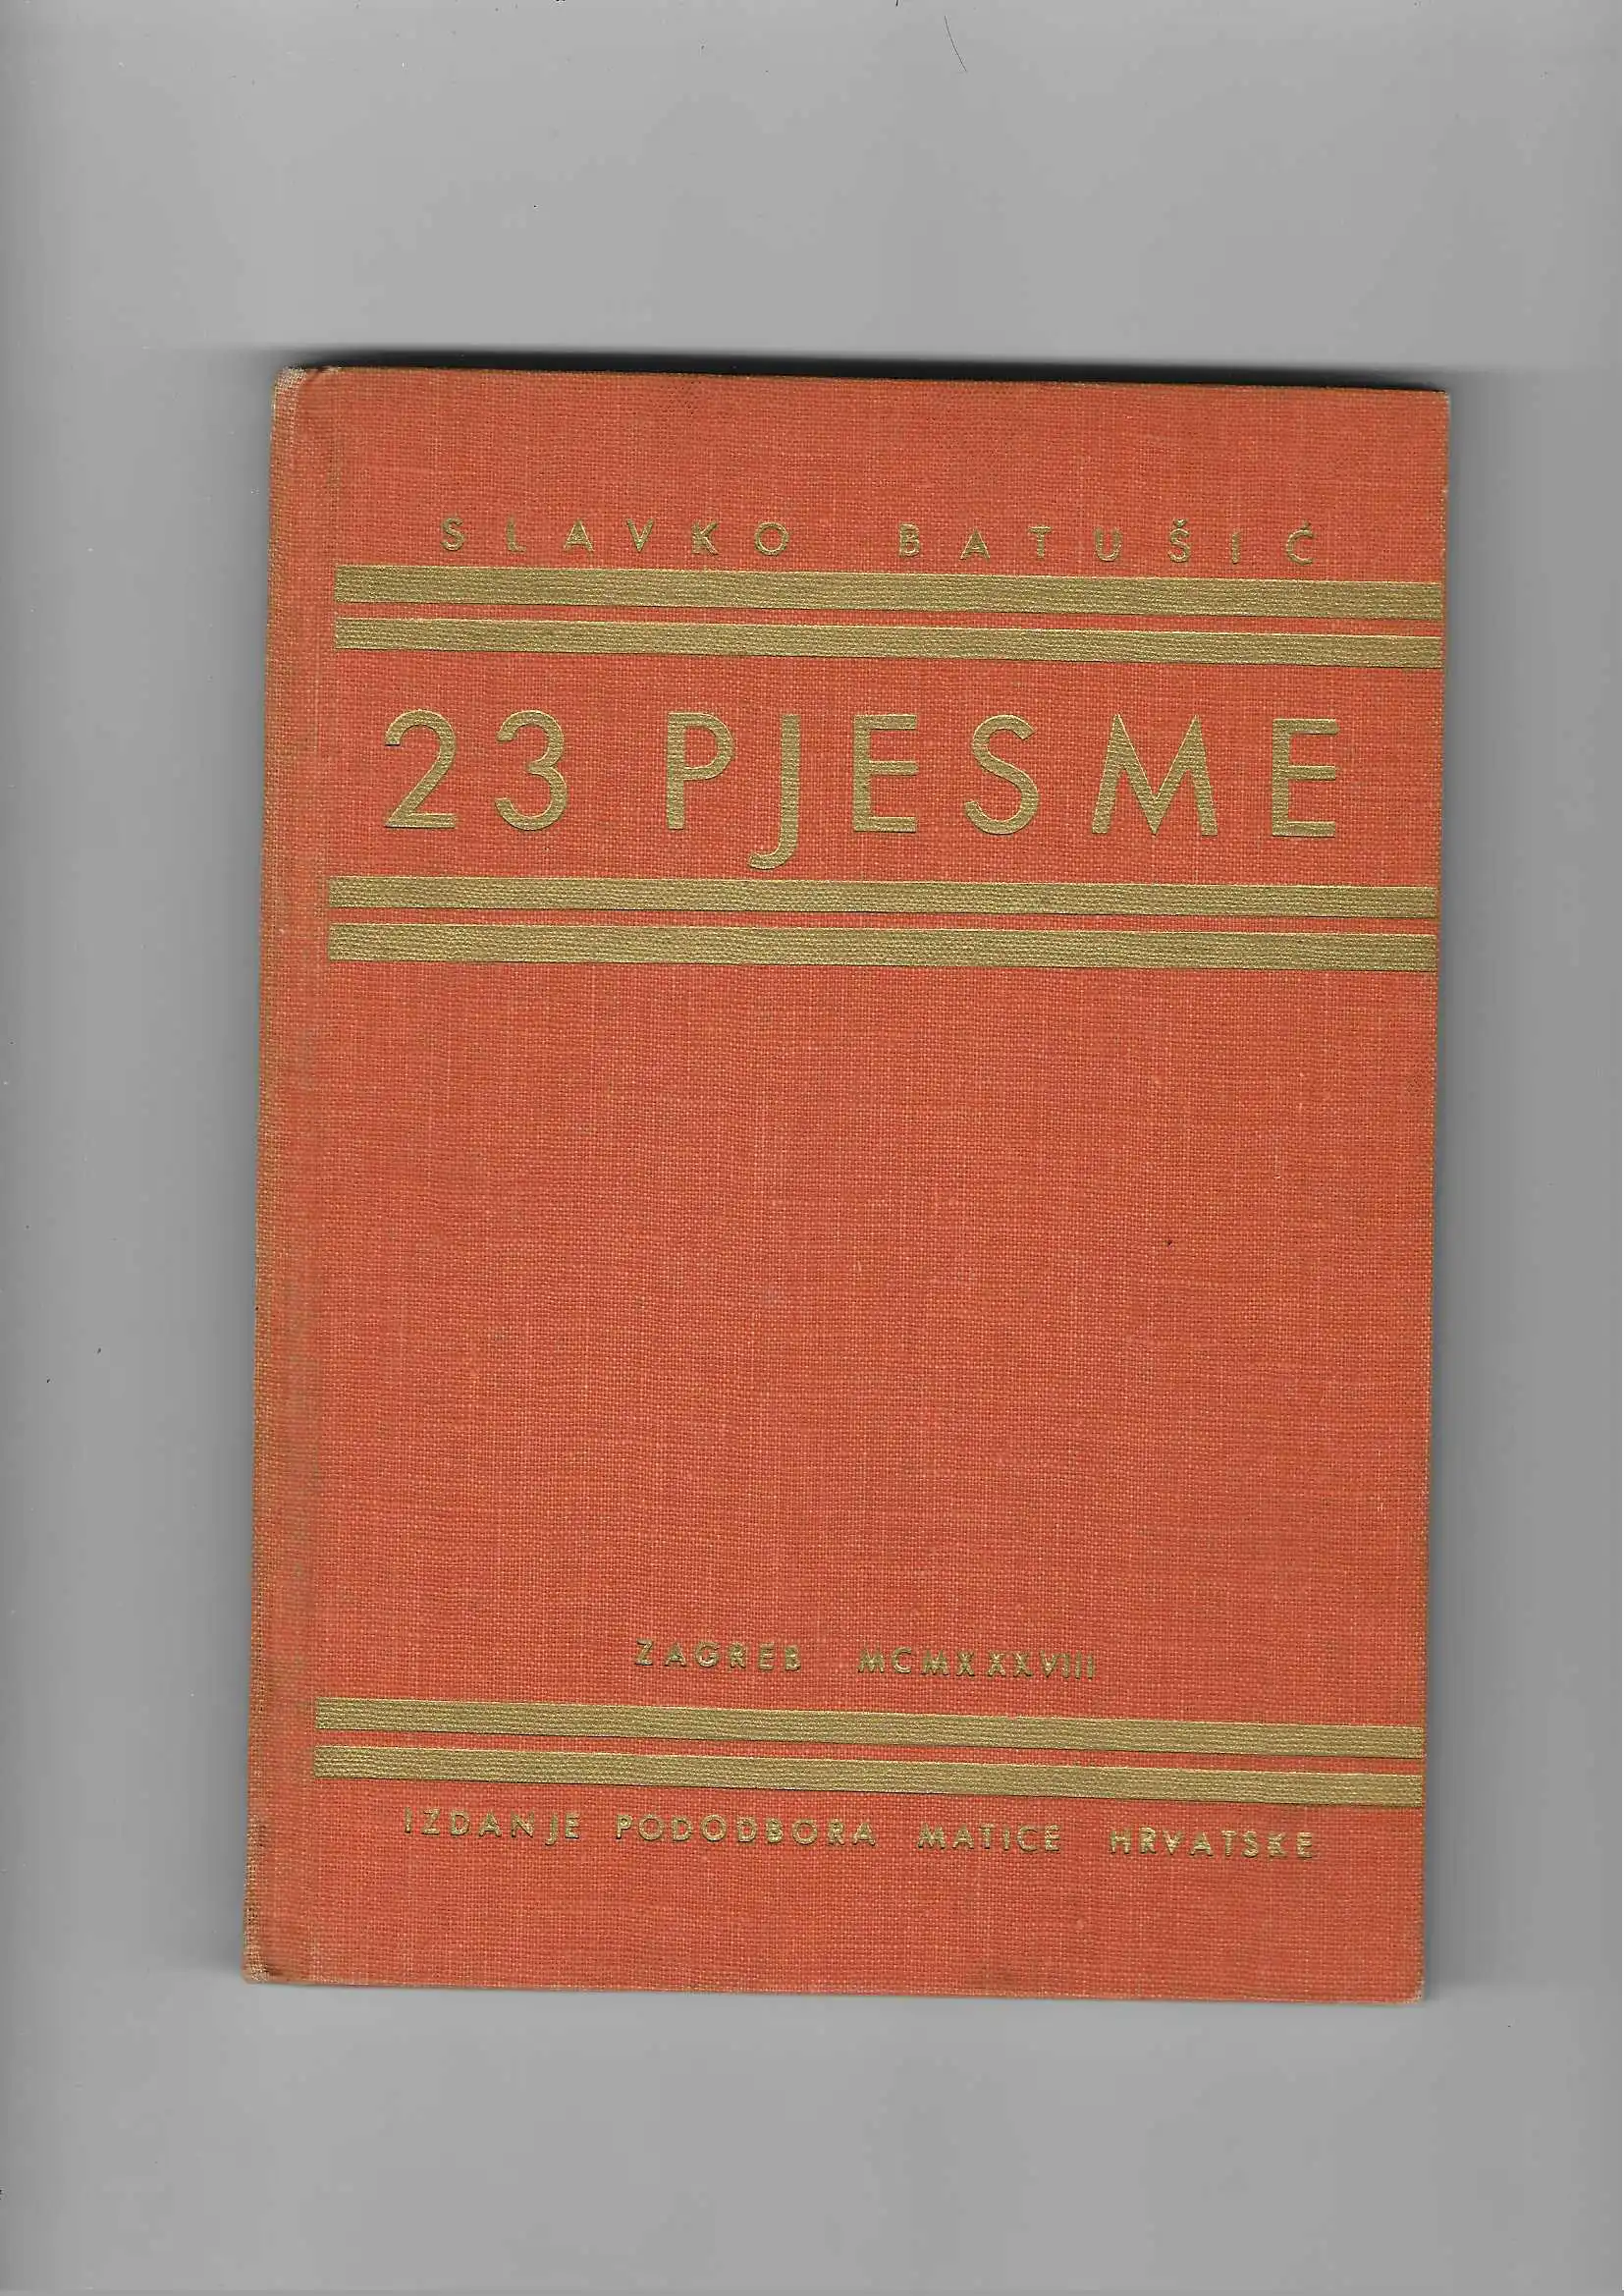 SLAVKO BATUŠIĆ
23 PJESME
ZAGREB MCMXXXVIII
IZDANJE PODODBORA MATICE HRVATSKE